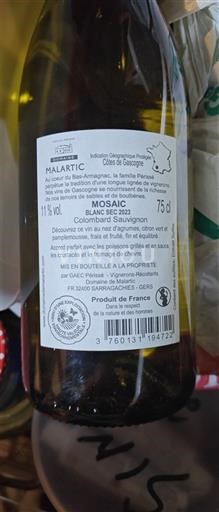 DOMAINE
MALARTIC
Indication Géographique Protégée
Côtes de Gascogne
Au coeur du Bas-Armagnac, la famille Périssé
perpétue la tradition d'une longue lignée de vignerons.
Nos vins de Gascogne se nourrissent de la richesse
de nos terroirs de sables et de boulbènes.
11 % vol.
MOSAIC
BLANC SEC 2023
Colombard Sauvignon
75 cl
Découvrez ce vin au nez d'agrumes, citron vert et
pamplemousse, frais et fruité, fin et équilibré.
Accord parfait avec les poissons grillés et en sauce,
les crustacés et le fromage de chèvre.
MIS EN BOUTEILLE A LA PROPRIETE
par GAEC Périssé - Vignerons-Récoltants
Domaine de Malartic
FR 32400 SARRAGACHIES - GERS
Produit de France
Dans le respect
de la nature et des hommes
3 760131 194722